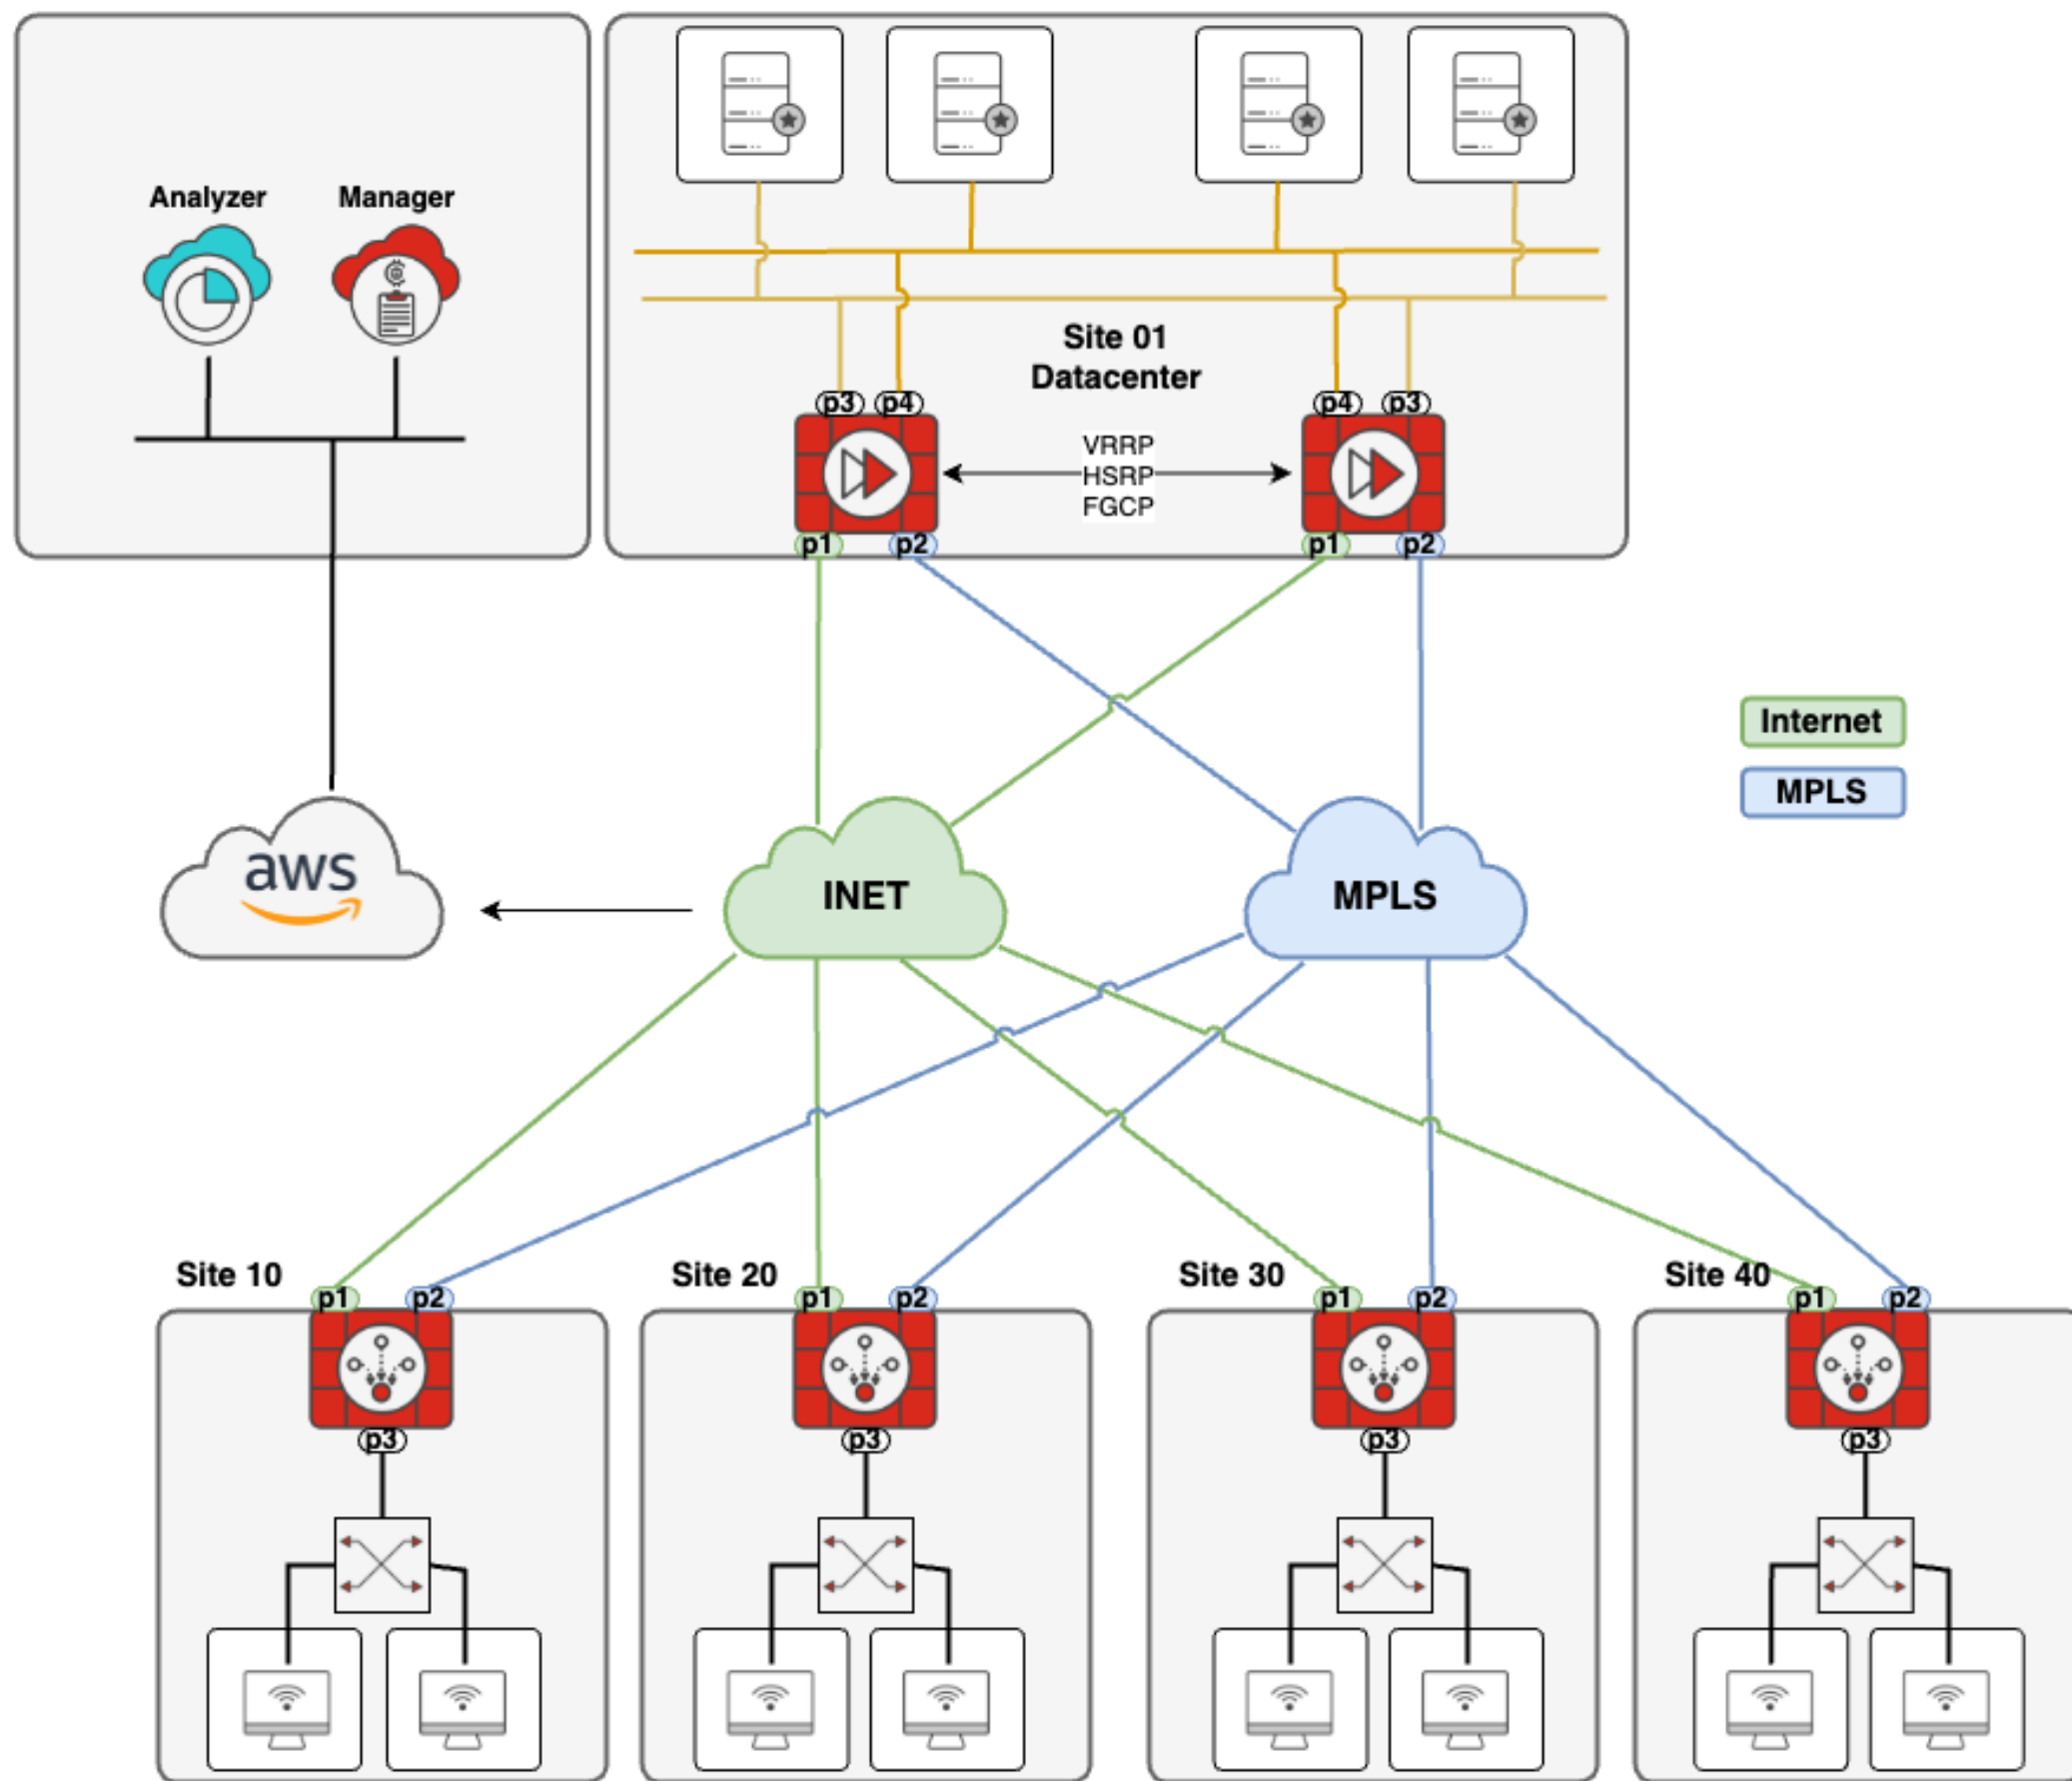 Analyzer
Manager
Site 01
Datacenter
p3
p4
p4
p3
VRRP
HSRP
FGCP
p1
p2
p1
p2
Internet
MPLS
aws
INET
MPLS
Site 10
p1
p2
Site 20
p1
p2
Site 30
p1
p2
Site 40
p1
p2
p3
p3
p3
p3